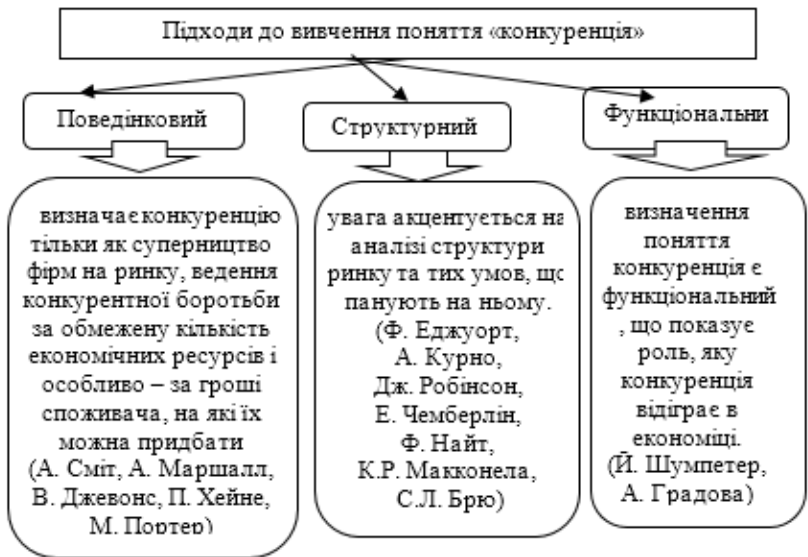 Підходи до вивчення поняття «конкуренція»
Поведінковий
визначає конкуренцію
тільки як суперництво
фірм на ринку, ведення
конкурентної боротьби
за обмежену кількість
економічних ресурсів і
особливо – за гроші
споживача, на які їх
можна придбати
(А. Сміт, А. Маршалл,
В. Джевонс, П. Хейне,
М. Портер)
Структурний
увага акцентується на
аналізі структури
ринку та тих умов, що
панують на ньому.
(Ф. Еджуорт,
А. Курно,
Дж. Робінсон,
Е. Чемберлін,
Ф. Найт,
К.Р. Макконела,
С.Л. Брю)
Функціональни
визначення
поняття
конкуренція є
функціональний
, що показує
роль, яку
конкуренція
відіграє в
економіці.
(Й. Шумпетер,
А. Градова)